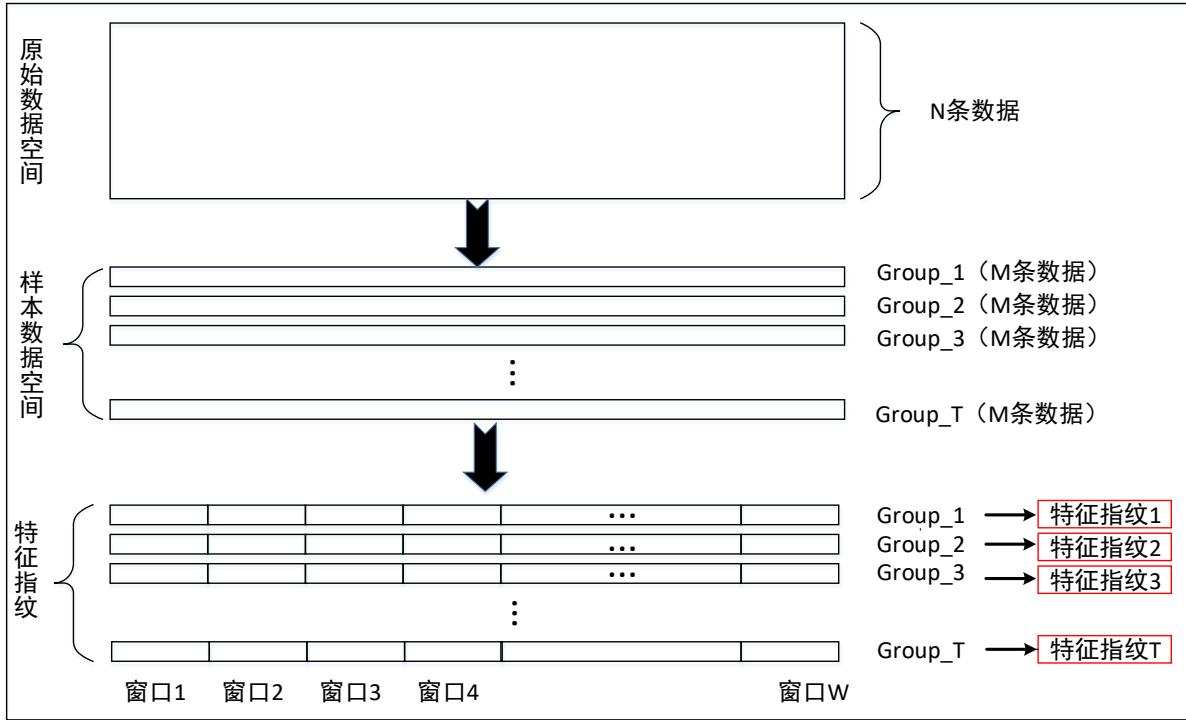 原始数据空间
N条数据
样本数据空间
Group_1（M条数据）
Group_2（M条数据）
Group_3（M条数据）
⋮
Group_T（M条数据）
特征指纹
... Group_1 特征指纹1
... Group_2 特征指纹2
... Group_3 特征指纹3
⋮
Group_T 特征指纹T
窗口1 窗口2 窗口3 窗口4 窗口W